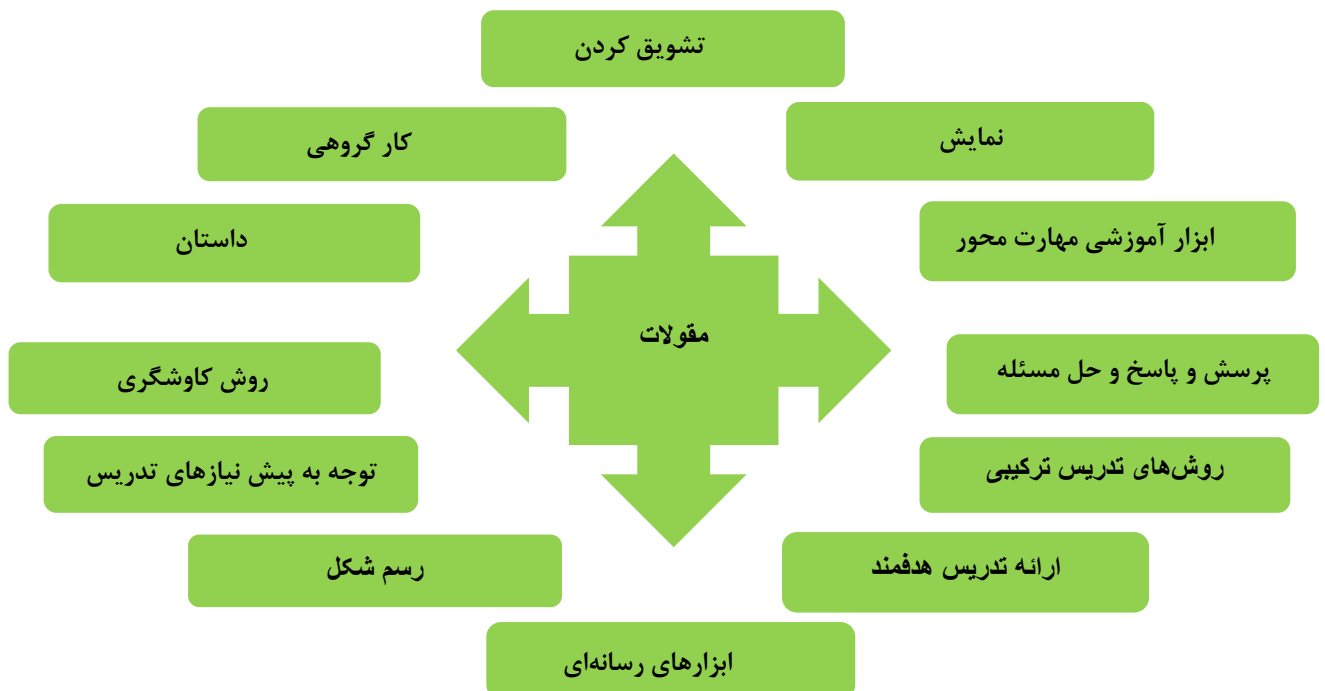 تشویق کردن
نمایش
کار گروهی
ابزار آموزشی مهارت محور
داستان
مقولات
پرسش و پاسخ و حل مسئله
روش کاوشگری
روش‌های تدریس ترکیبی
توجه به پیش نیازهای تدریس
ارائه تدریس هدفمند
رسم شکل
ابزارهای رسانه‌ای